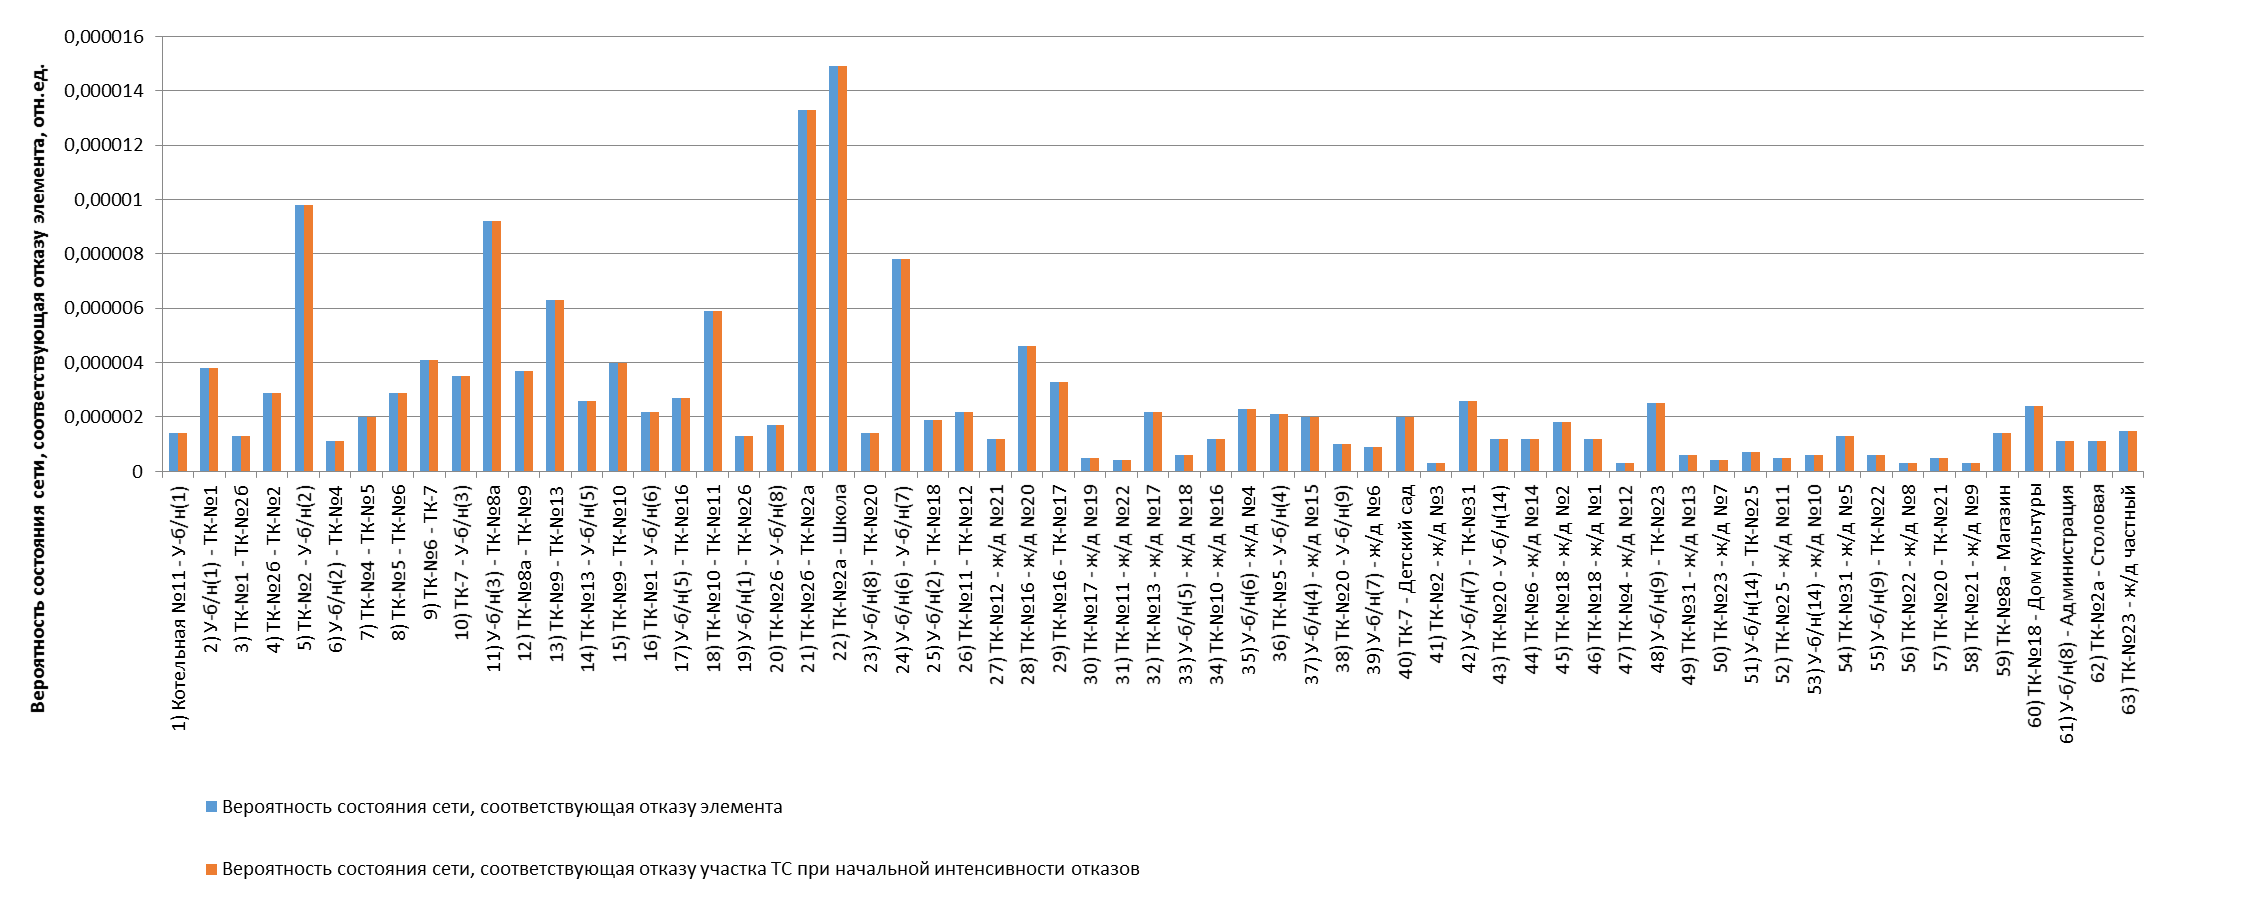 Вероятность состояния сети, соответствующая отказу элемента, отн.ед.
0,000016
0,000014
0,000012
0,00001
0,000008
0,000006
0,000004
0,000002
0
1) Котельная №11 - У-б/н(1)
2) У-б/н(1) - ТК-№1
3) ТК-№1 - ТК-№2б
4) ТК-№2б - ТК-№2
5) ТК-№2 - У-б/н(2)
6) У-б/н(2) - ТК-№4
7) ТК-№4 - ТК-№5
8) ТК-№5 - ТК-№6
9) ТК-№6 - ТК-7
10) ТК-7 - У-б/н(3)
11) У-б/н(3) - ТК-№8а
12) ТК-№8а - ТК-№9
13) ТК-№9 - ТК-№13
14) ТК-№13 - У-б/н(5)
15) ТК-№9 - ТК-№10
16) ТК-№1 - У-б/н(6)
17) У-б/н(5) - ТК-№16
18) ТК-№10 - ТК-№11
19) У-б/н(1) - ТК-№26
20) ТК-№26 - У-б/н(8)
21) ТК-№2б - ТК-№2а
22) ТК-№2а - Школа
23) У-б/н(8) - ТК-№20
24) У-б/н(6) - У-б/н(7)
25) У-б/н(2) - ТК-№18
26) ТК-№11 - ТК-№12
27) ТК-№12 - ж/д №21
28) ТК-№16 - ж/д №20
29) ТК-№16 - ТК-№17
30) ТК-№17 - ж/д №19
31) ТК-№11 - ж/д №22
32) ТК-№13 - ж/д №17
33) У-б/н(5) - ж/д №18
34) ТК-№10 - ж/д №16
35) У-б/н(6) - ж/д №4
36) ТК-№5 - У-б/н(4)
37) У-б/н(4) - ж/д №15
38) ТК-№20 - У-б/н(9)
39) У-б/н(7) - ж/д №6
40) ТК-7 - Детский сад
41) ТК-№2 - ж/д №3
42) У-б/н(7) - ТК-№31
43) ТК-№20 - У-б/н(14)
44) ТК-№6 - ж/д №14
45) ТК-№18 - ж/д №2
46) ТК-№18 - ж/д №1
47) ТК-№4 - ж/д №12
48) У-б/н(9) - ТК-№23
49) ТК-№31 - ж/д №13
50) ТК-№23 - ж/д №7
51) У-б/н(14) - ТК-№25
52) ТК-№25 - ж/д №11
53) У-б/н(14) - ж/д №10
54) ТК-№31 - ж/д №5
55) У-б/н(9) - ТК-№22
56) ТК-№22 - ж/д №8
57) ТК-№20 - ТК-№21
58) ТК-№21 - ж/д №9
59) ТК-№8а - Магазин
60) ТК-№18 - Дом культуры
61) У-б/н(8) - Администрация
62) ТК-№2а - Столовая
63) ТК-№23 - ж/д частный
Вероятность состояния сети, соответствующая отказу элемента
Вероятность состояния сети, соответствующая отказу участка ТС при начальной интенсивности отказов